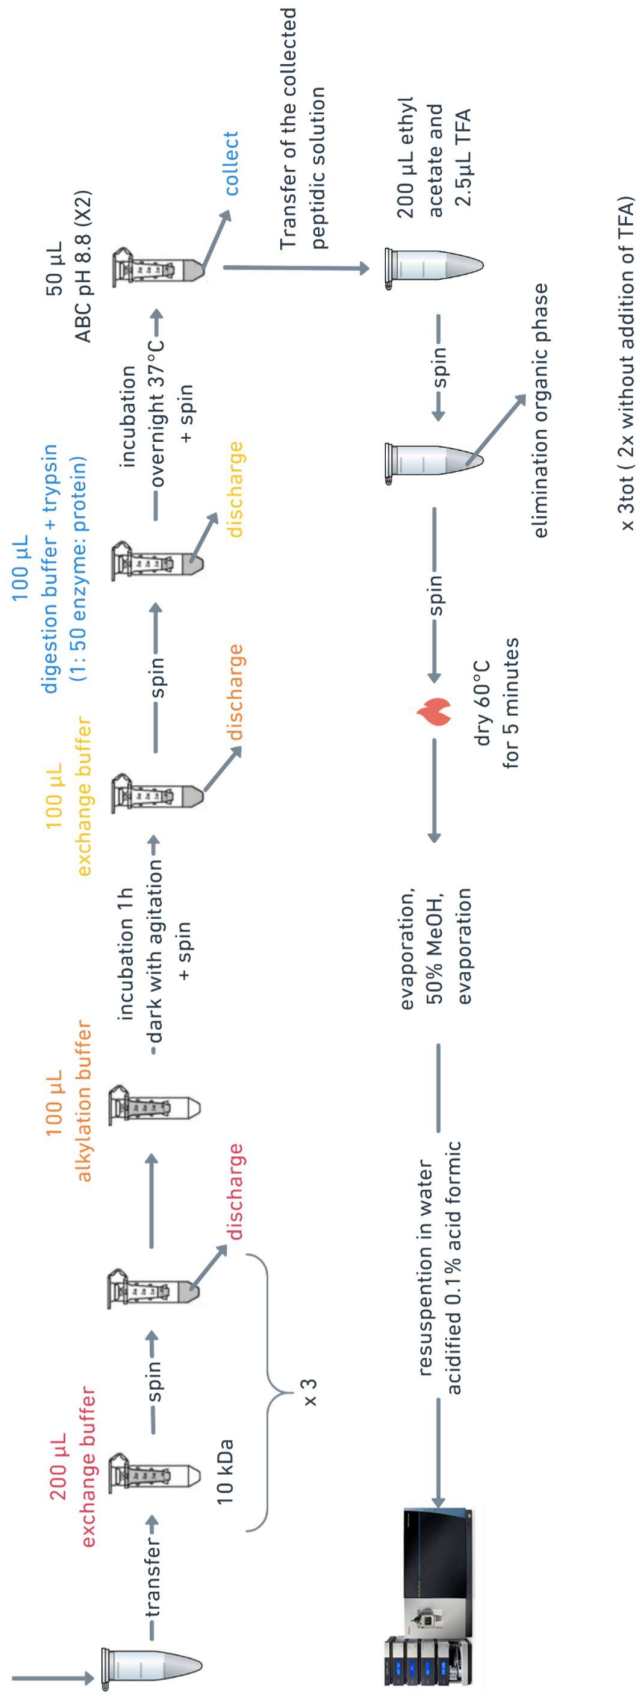 transfer
200 µL
exchange buffer
10 kDa
spin
x 3
discharge
100 µL
alkylation buffer
incubation 1h
dark with agitation
+ spin
100 µL
exchange buffer
discharge
spin
100 µL
digestion buffer + trypsin
(1: 50 enzyme: protein)
discharge
incubation
overnight 37°C
+ spin
50 µL
ABC pH 8.8 (X2)
collect
Transfer of the collected
peptidic solution
200 µL ethyl
acetate and
2.5µL TFA
spin
elimination organic phase
x 3tot ( 2x without addition of TFA)
spin
dry 60°C
for 5 minutes
evaporation,
50% MeOH,
evaporation
resuspention in water
acidified 0.1% acid formic